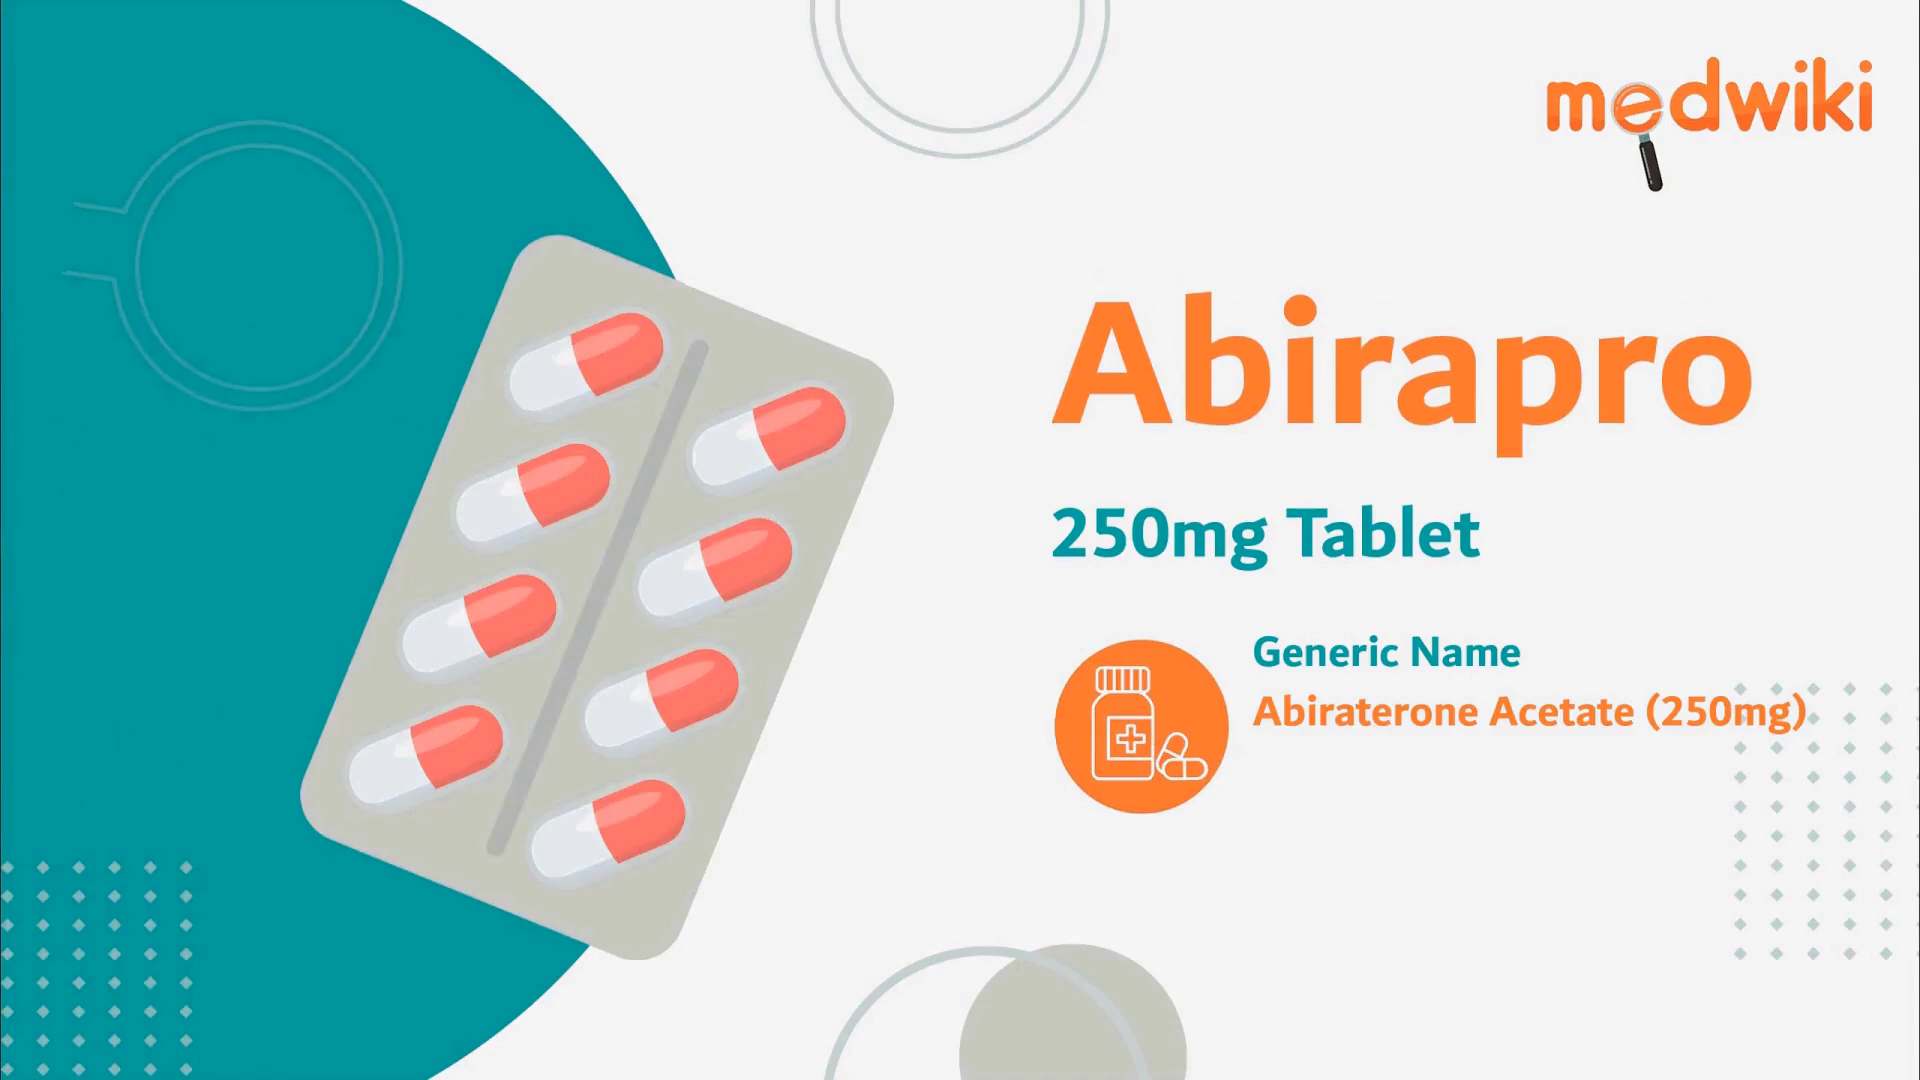 medwiki
Abirapro
250mg Tablet
Generic Name
Abiraterone Acetate (250mg)